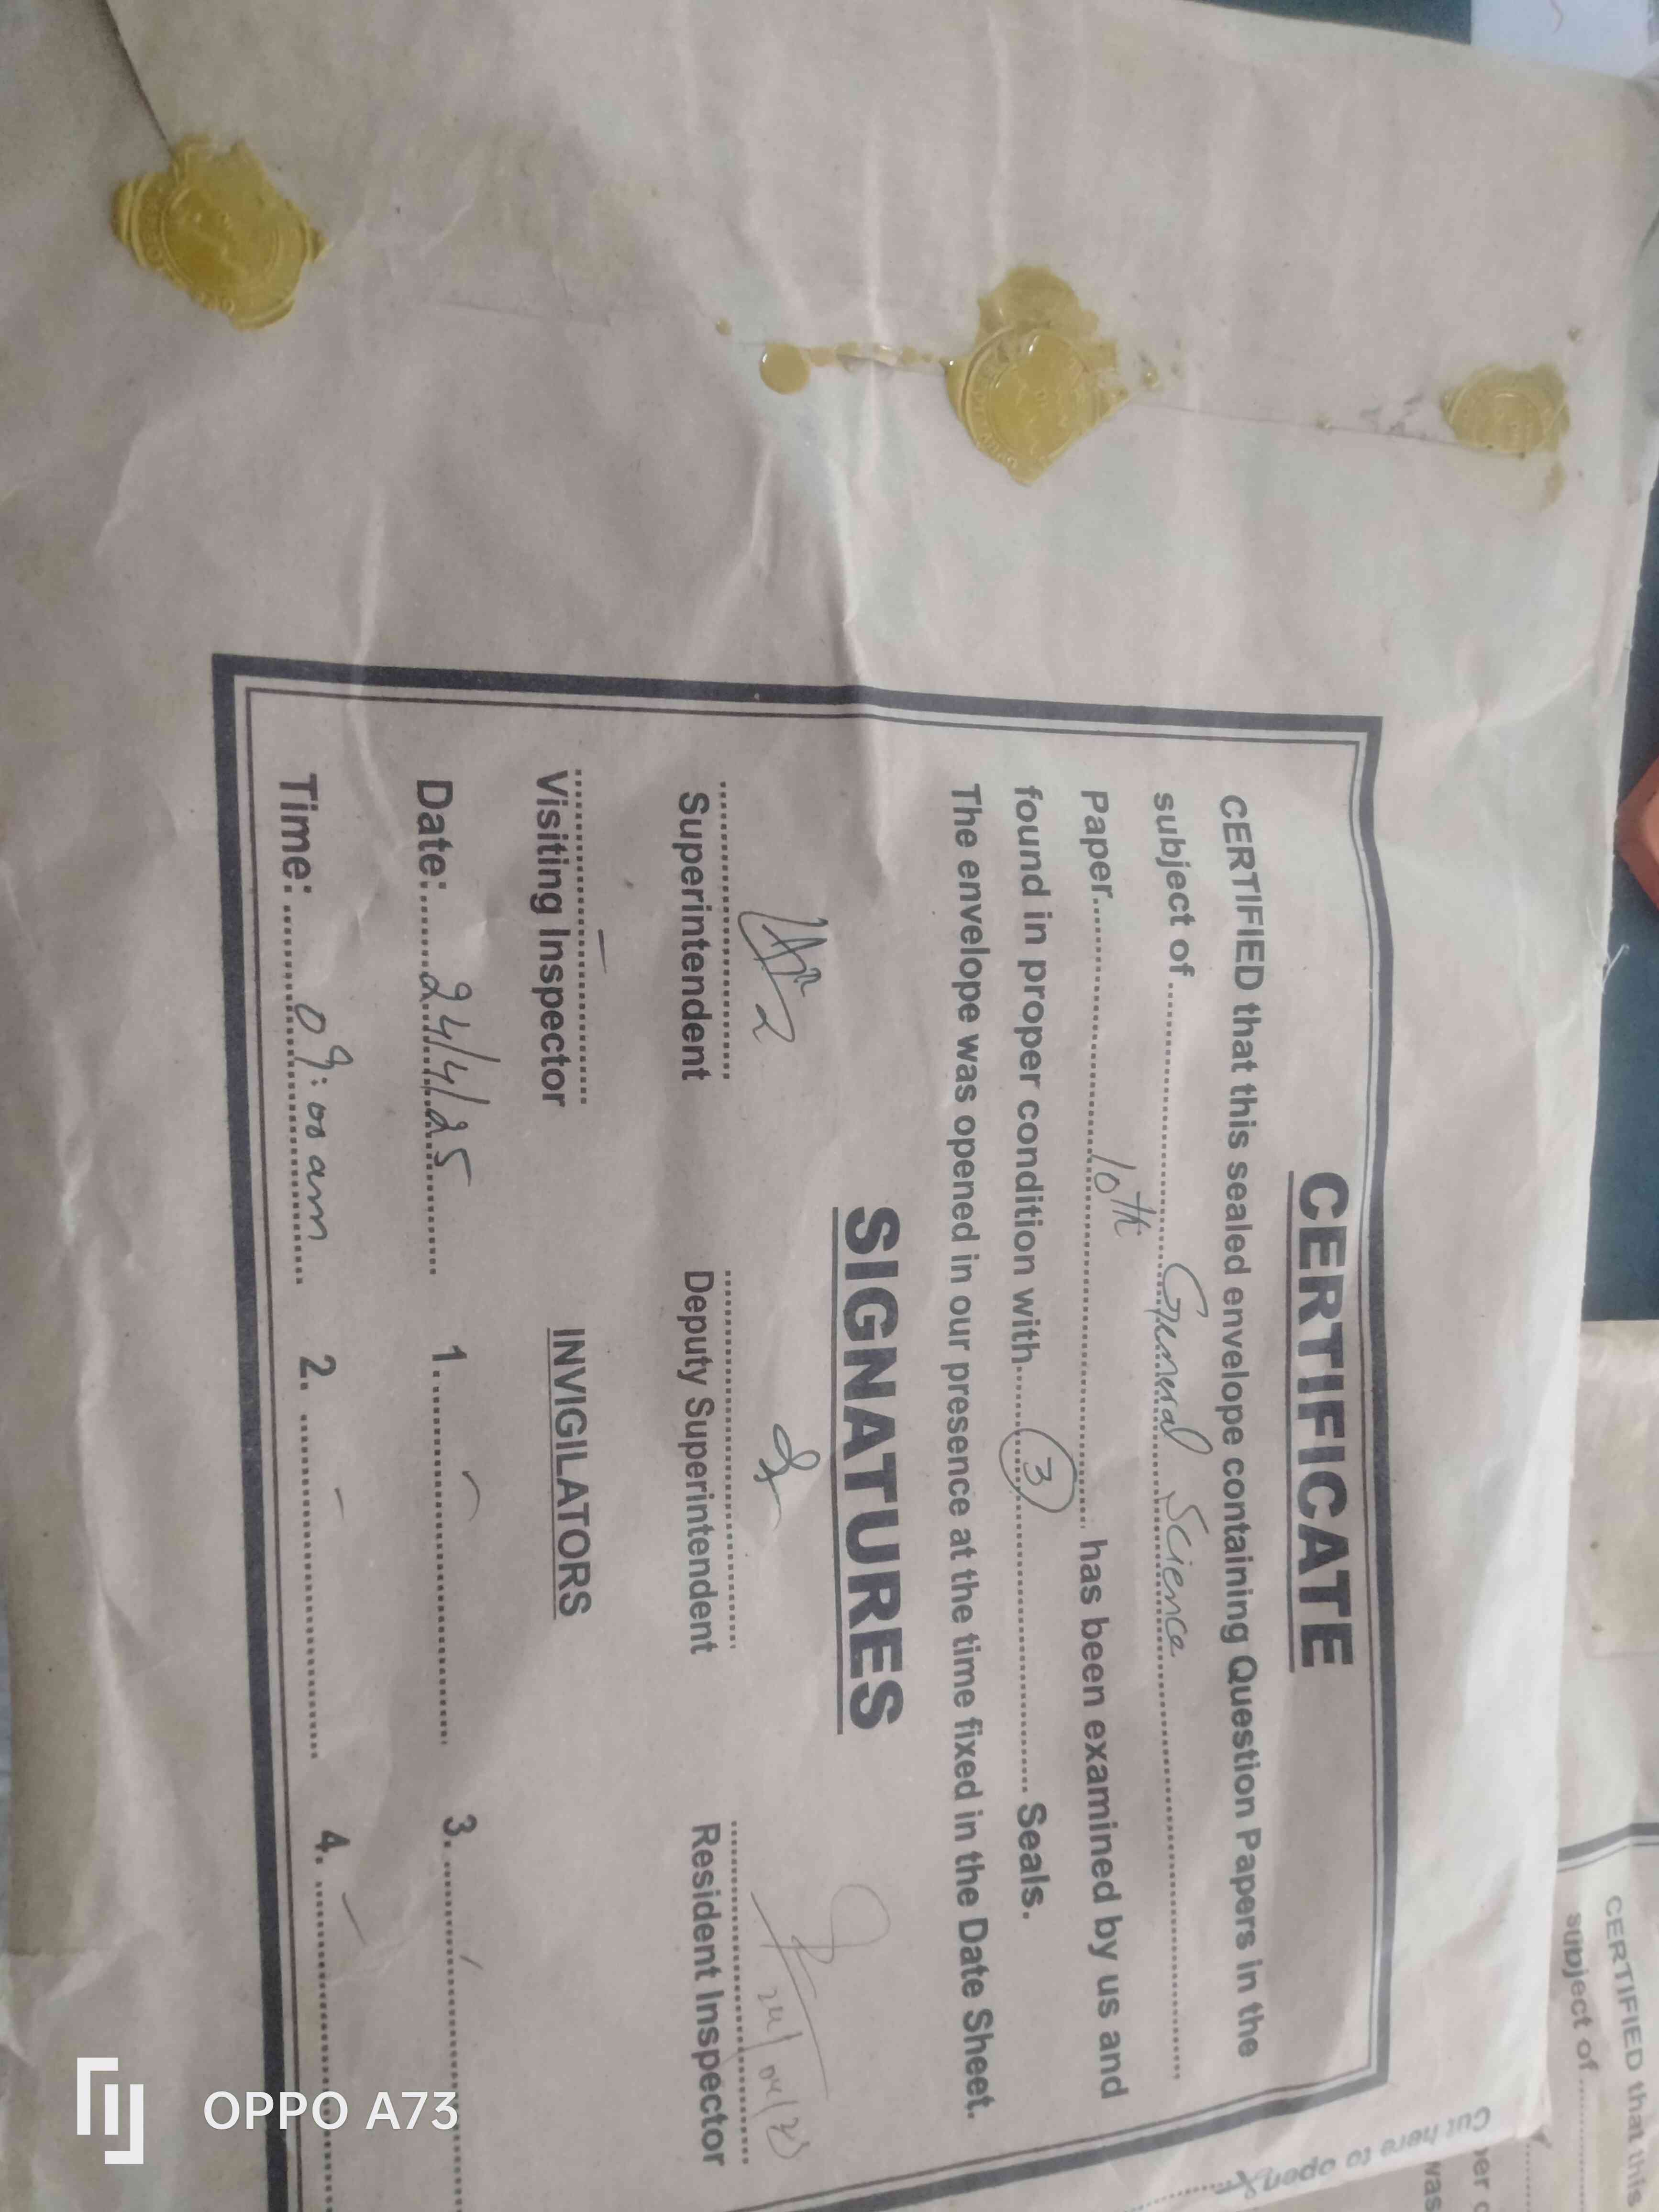 CERTIFICATE
CERTIFIED that this sealed envelope containing Question Papers in the
subject of General Science
Paper 10th has been examined by us and
found in proper condition with 3 Seals.
The envelope was opened in our presence at the time fixed in the Date Sheet.
SIGNATURES
24/04/25
Superintendent Deputy Superintendent Resident Inspector
Visiting Inspector INVIGILATORS
Date: 24/4/25 1. 3.
Time: 09:00 am 2. 4.
Cut here to open
CERTIFIED that this
subject of
was
OPPO A73